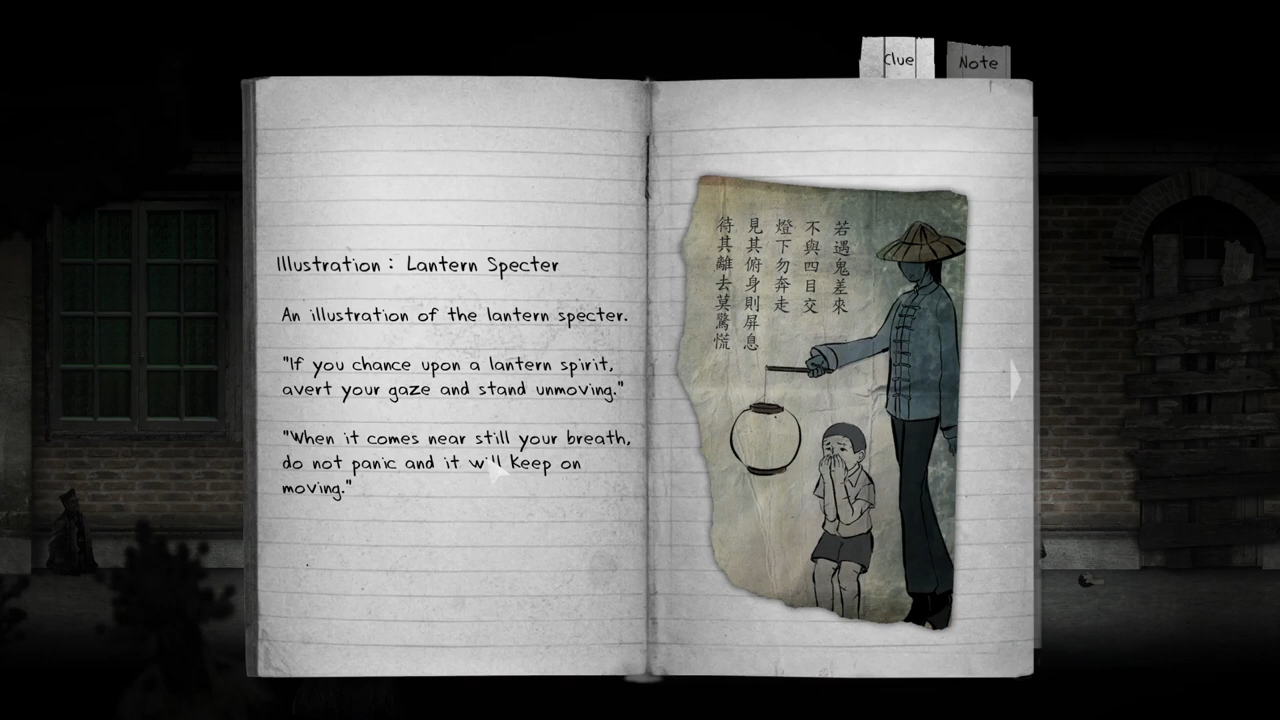 Clue
Note
Illustration : Lantern Specter
An illustration of the lantern specter.
"If you chance upon a lantern spirit,
avert your gaze and stand unmoving."
"When it comes near still your breath,
do not panic and it will keep on
moving."
若遇鬼差來
不與四目交
燈下勿奔走
見其俯身則屏息
待其離去莫驚慌